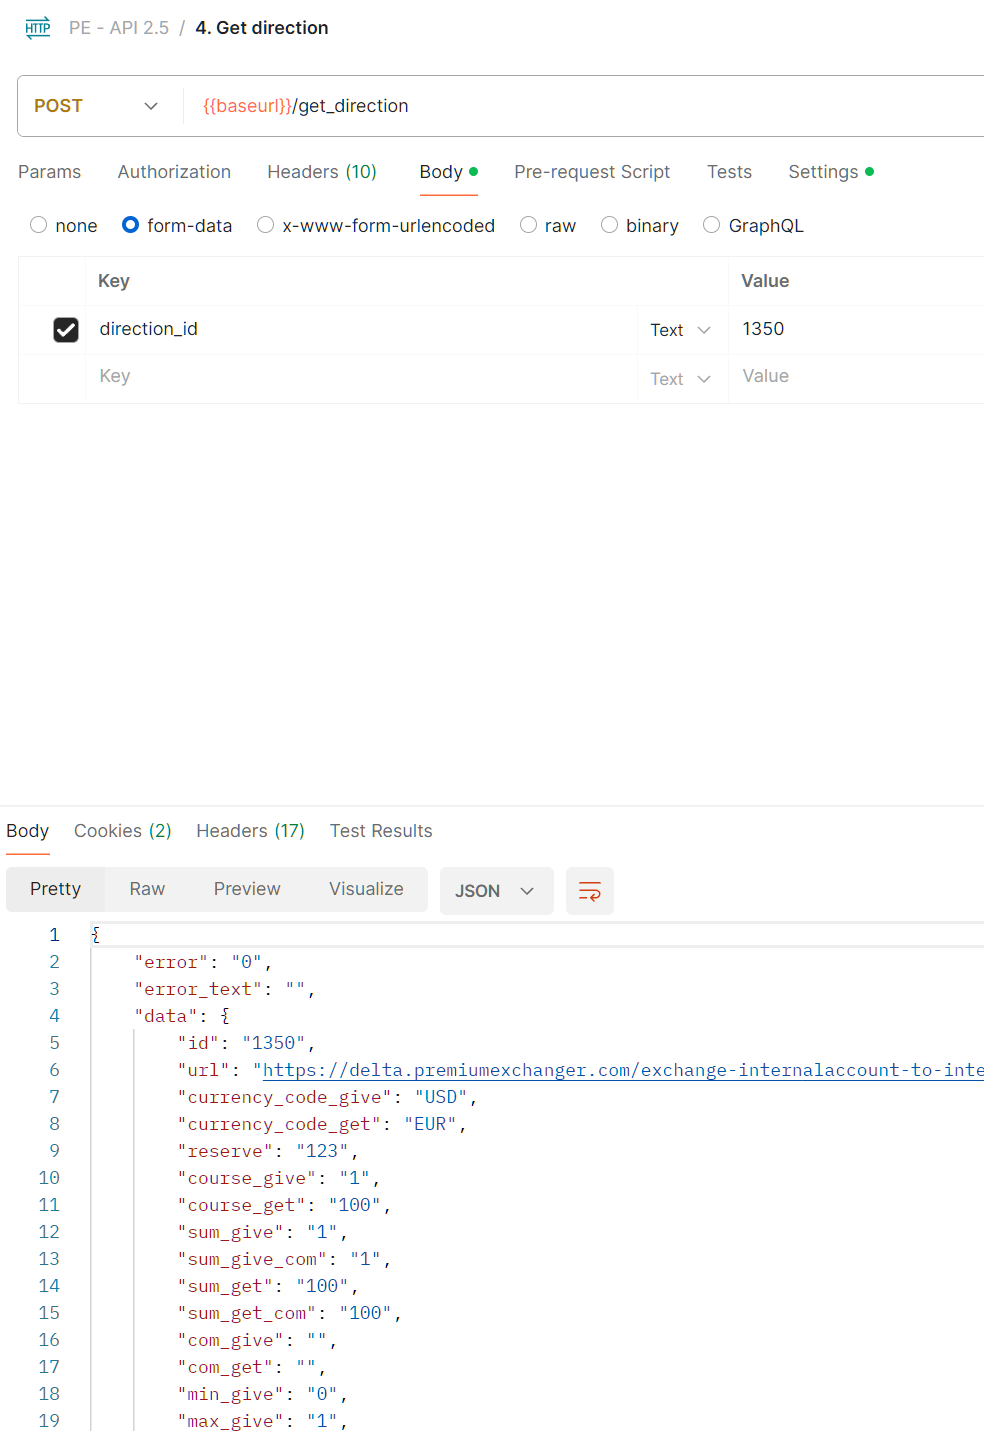 HTTP PE - API 2.5 / 4. Get direction
POST {{baseurl}}/get_direction
Params Authorization Headers (10) Body Pre-request Script Tests Settings
none form-data x-www-form-urlencoded raw binary GraphQL
Key Value
direction_id Text 1350
Key Text Value
Body Cookies (2) Headers (17) Test Results
Pretty Raw Preview Visualize JSON
1 {
2 "error": "0",
3 "error_text": "",
4 "data": {
5 "id": "1350",
6 "url": "https://delta.premiumexchanger.com/exchange-internalaccount-to-inte
7 "currency_code_give": "USD",
8 "currency_code_get": "EUR",
9 "reserve": "123",
10 "course_give": "1",
11 "course_get": "100",
12 "sum_give": "1",
13 "sum_give_com": "1",
14 "sum_get": "100",
15 "sum_get_com": "100",
16 "com_give": "",
17 "com_get": "",
18 "min_give": "0",
19 "max_give": "1",